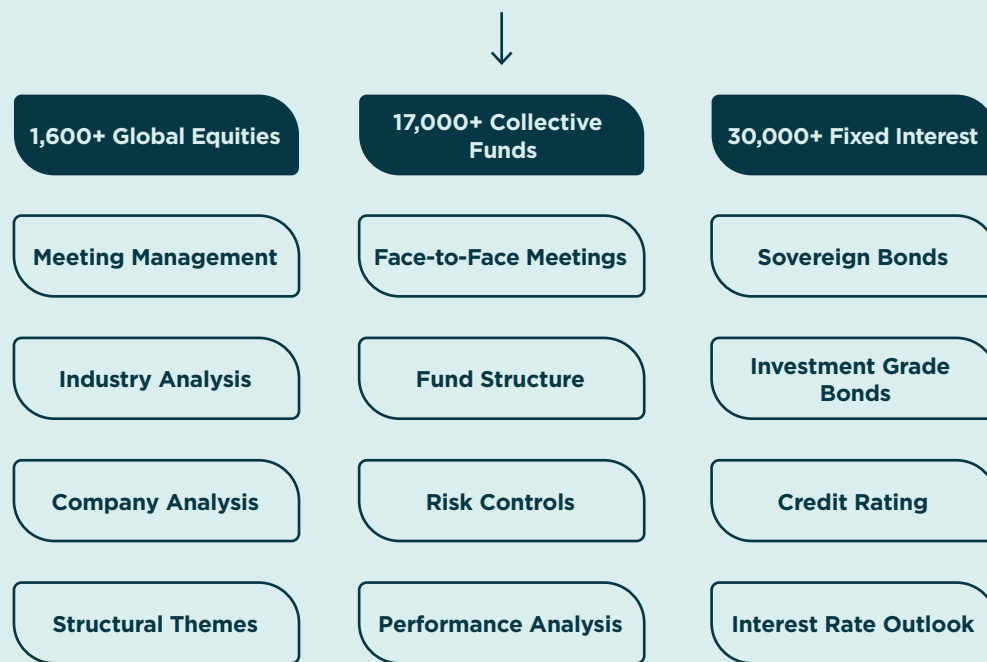 1,600+ Global Equities
17,000+ Collective
Funds
30,000+ Fixed Interest
Meeting Management
Face-to-Face Meetings
Sovereign Bonds
Industry Analysis
Fund Structure
Investment Grade
Bonds
Company Analysis
Risk Controls
Credit Rating
Structural Themes
Performance Analysis
Interest Rate Outlook